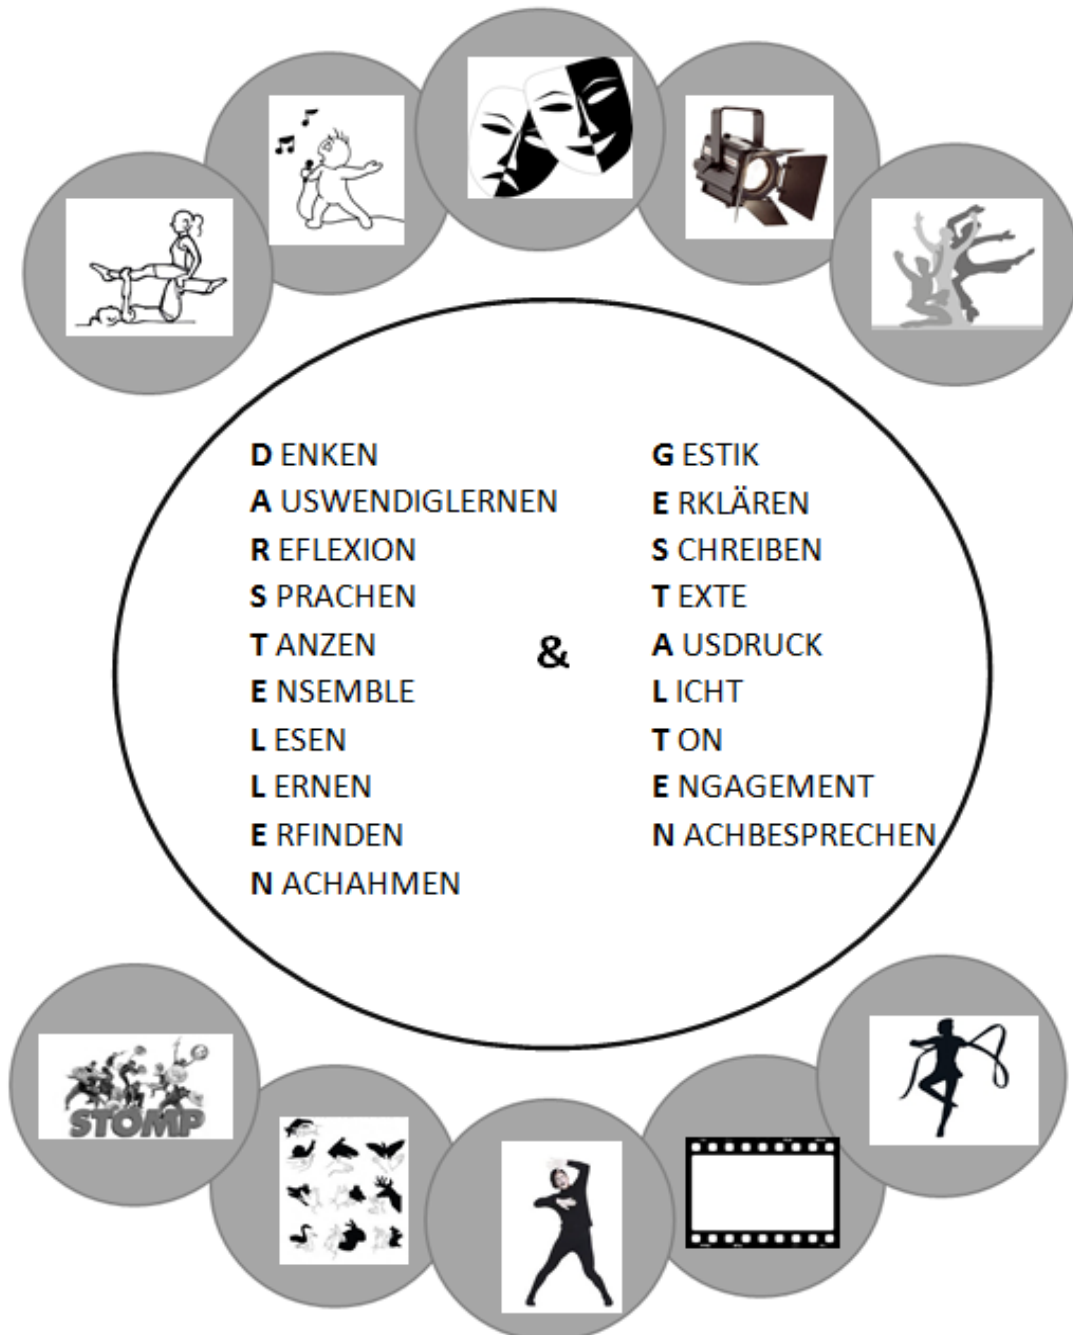 D ENKEN
A USWENDIGLERNEN
R EFLEXION
S PRACHEN
T ANZEN
E NSEMBLE
L ESEN
L ERNEN
E RFINDEN
N ACHAHMEN
&
G ESTIK
E RKLÄREN
S CHREIBEN
T EXTE
A USDRUCK
L ICHT
T ON
E NGAGEMENT
N ACHBESPRECHEN
STOMP